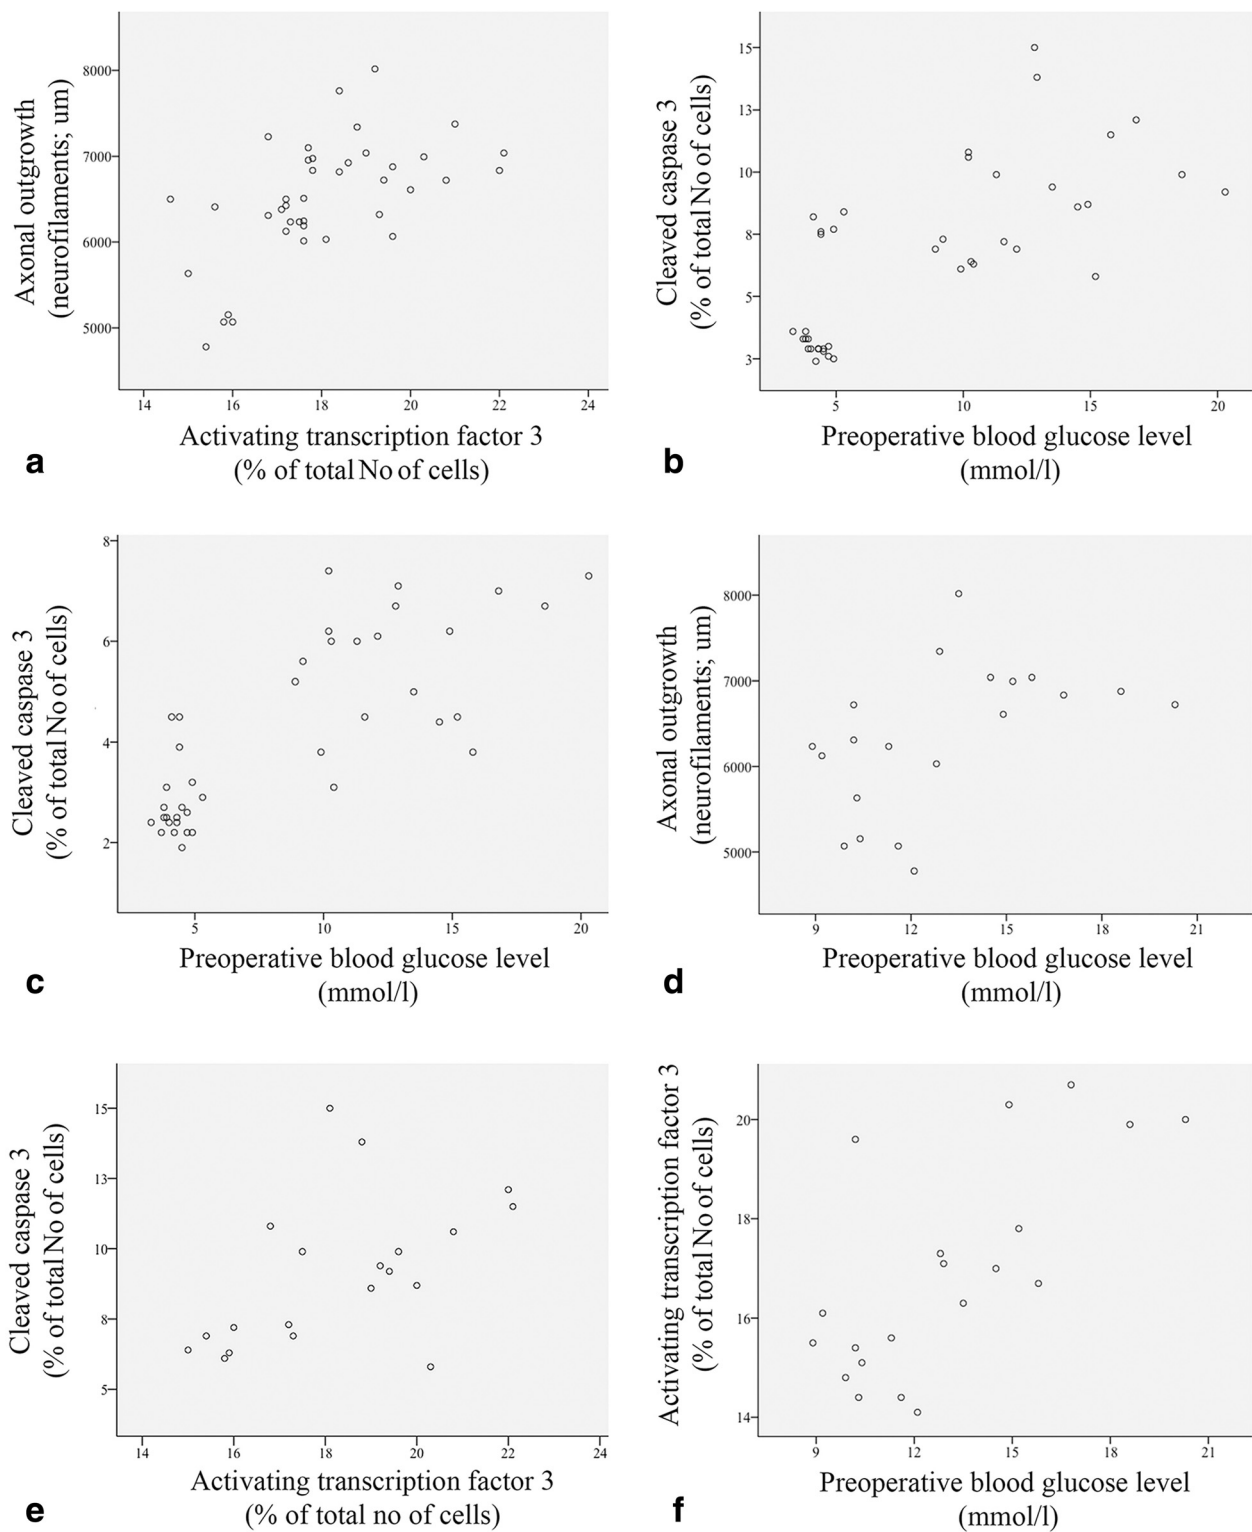 8000
7000
6000
5000
Axonal outgrowth
(neurofilaments; um)
14 16 18 20 22 24
Activating transcription factor 3
(% of total No of cells)
a
15
13
10
8
5
3
Cleaved caspase 3
(% of total No of cells)
5 10 15 20
Preoperative blood glucose level
(mmol/l)
b
8
6
4
2
Cleaved caspase 3
(% of total No of cells)
5 10 15 20
Preoperative blood glucose level
(mmol/l)
c
8000
7000
6000
5000
Axonal outgrowth
(neurofilaments; um)
9 12 15 18 21
Preoperative blood glucose level
(mmol/l)
d
15
13
10
8
5
Cleaved caspase 3
(% of total No of cells)
14 16 18 20 22 24
Activating transcription factor 3
(% of total no of cells)
e
20
18
16
14
Activating transcription factor 3
(% of total No of cells)
9 12 15 18 21
Preoperative blood glucose level
(mmol/l)
f